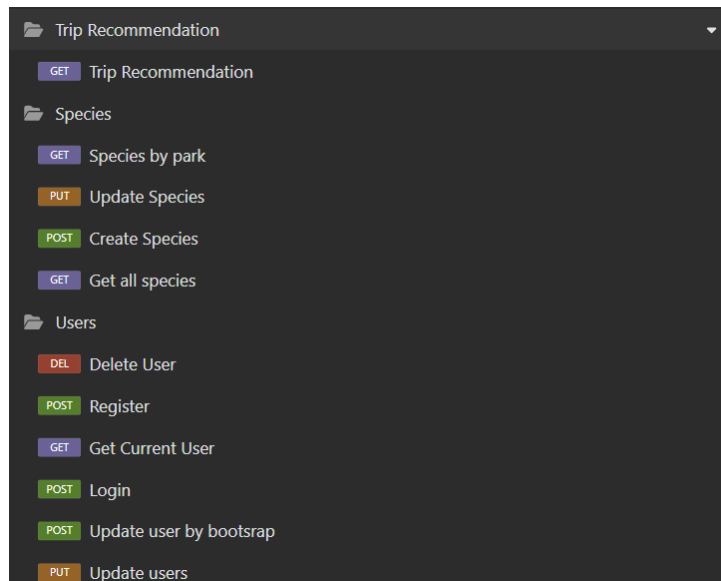 Trip Recommendation
GET Trip Recommendation
Species
GET Species by park
PUT Update Species
POST Create Species
GET Get all species
Users
DEL Delete User
POST Register
GET Get Current User
POST Login
POST Update user by bootsrap
PUT Update users